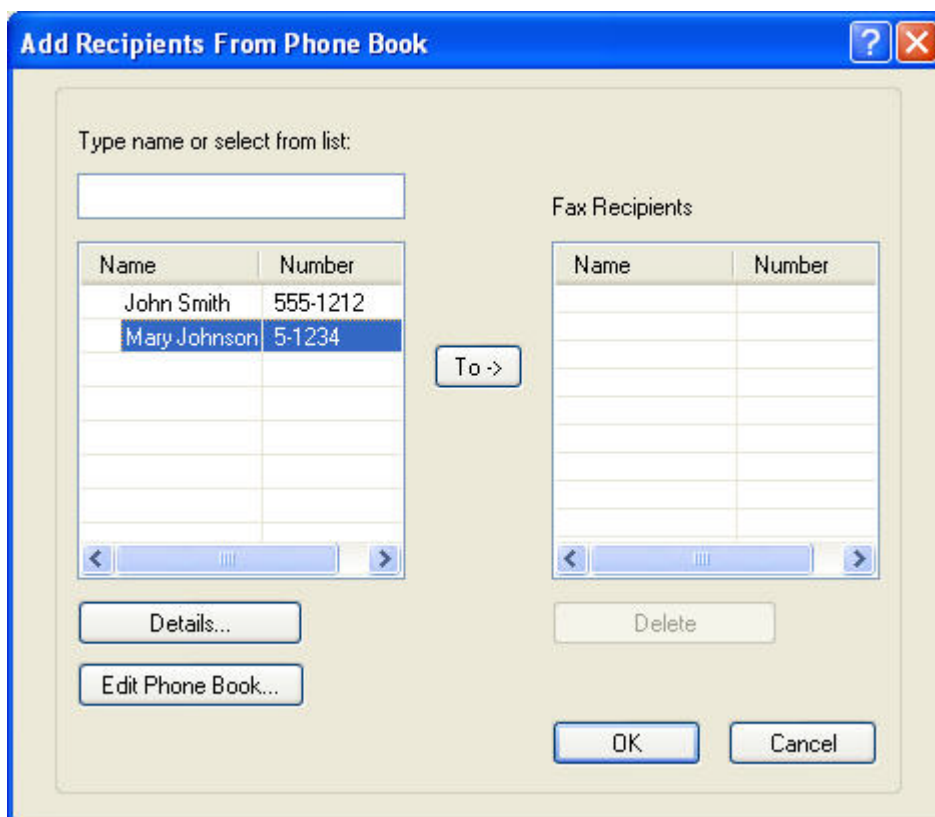 Add Recipients From Phone Book
Type name or select from list:
Fax Recipients
Name Number
John Smith 555-1212
Mary Johnson 5-1234
To ->
Name Number
Details...
Edit Phone Book...
Delete
OK Cancel